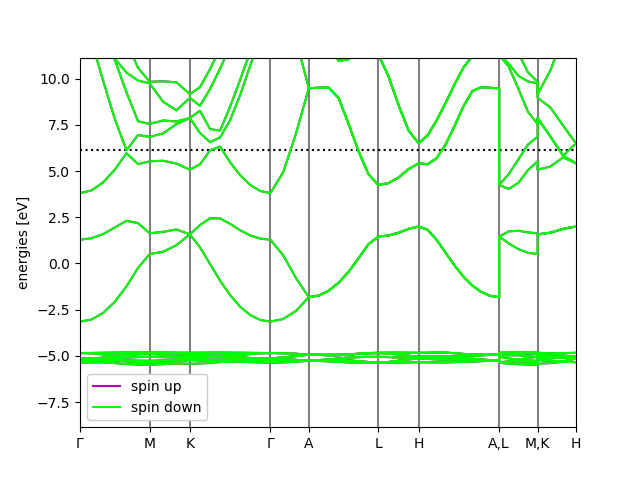 10.0
7.5
5.0
2.5
0.0
−2.5
−5.0
−7.5
energies [eV]
spin up
spin down
Γ M K Γ A L H A,L M,K H